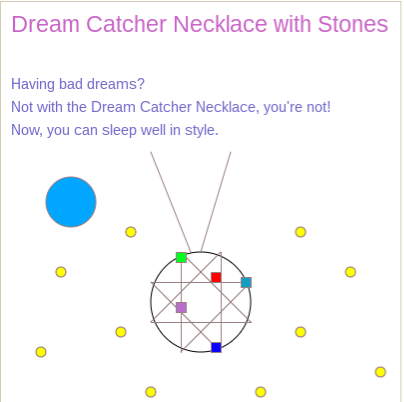 Dream Catcher Necklace with Stones
Having bad dreams?
Not with the Dream Catcher Necklace, you're not!
Now, you can sleep well in style.